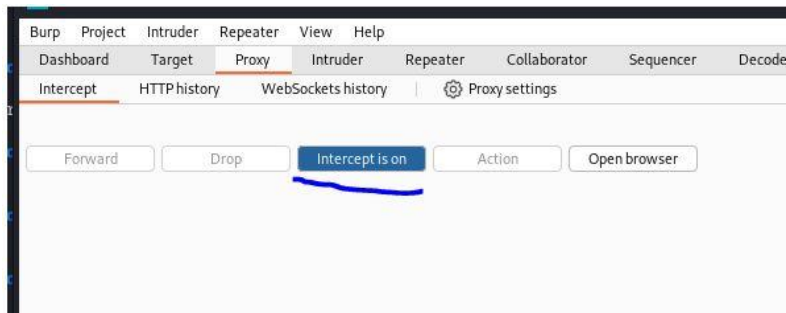 Burp Project Intruder Repeater View Help
Dashboard Target Proxy Intruder Repeater Collaborator Sequencer Decode
Intercept HTTP history WebSockets history Proxy settings
Forward Drop Intercept is on Action Open browser